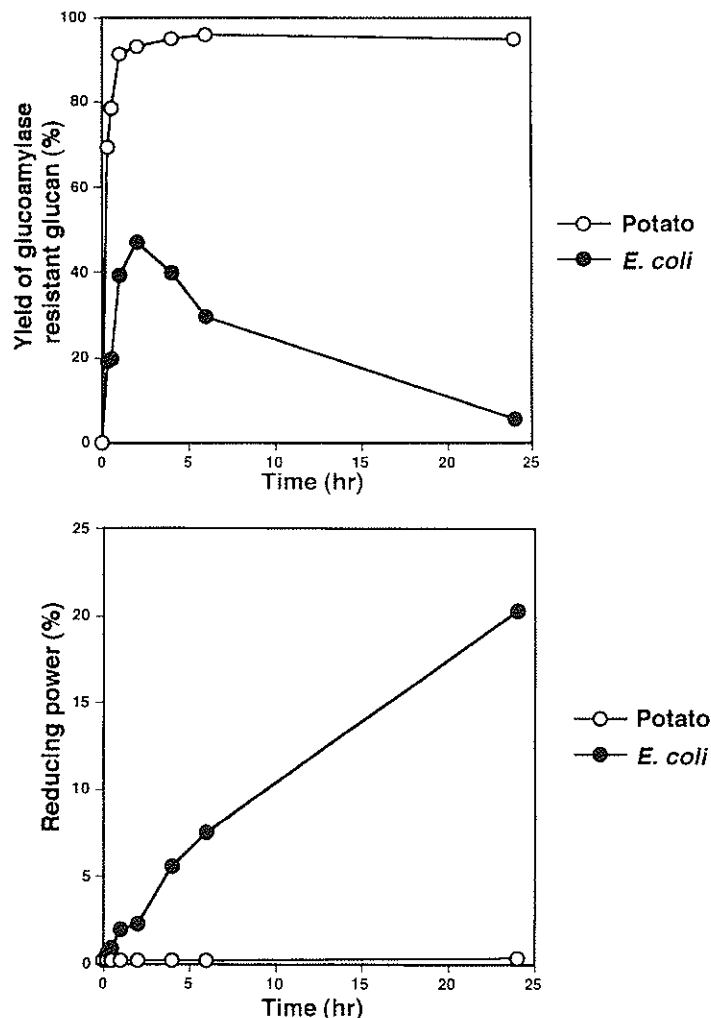 100
80
60
40
20
0
Yield of glucoamylase
resistant glucan (%)
0 5 10 15 20 25
Time (hr)
Potato
E. coli
25
20
15
10
5
0
Reducing power (%)
0 5 10 15 20 25
Time (hr)
Potato
E. coli